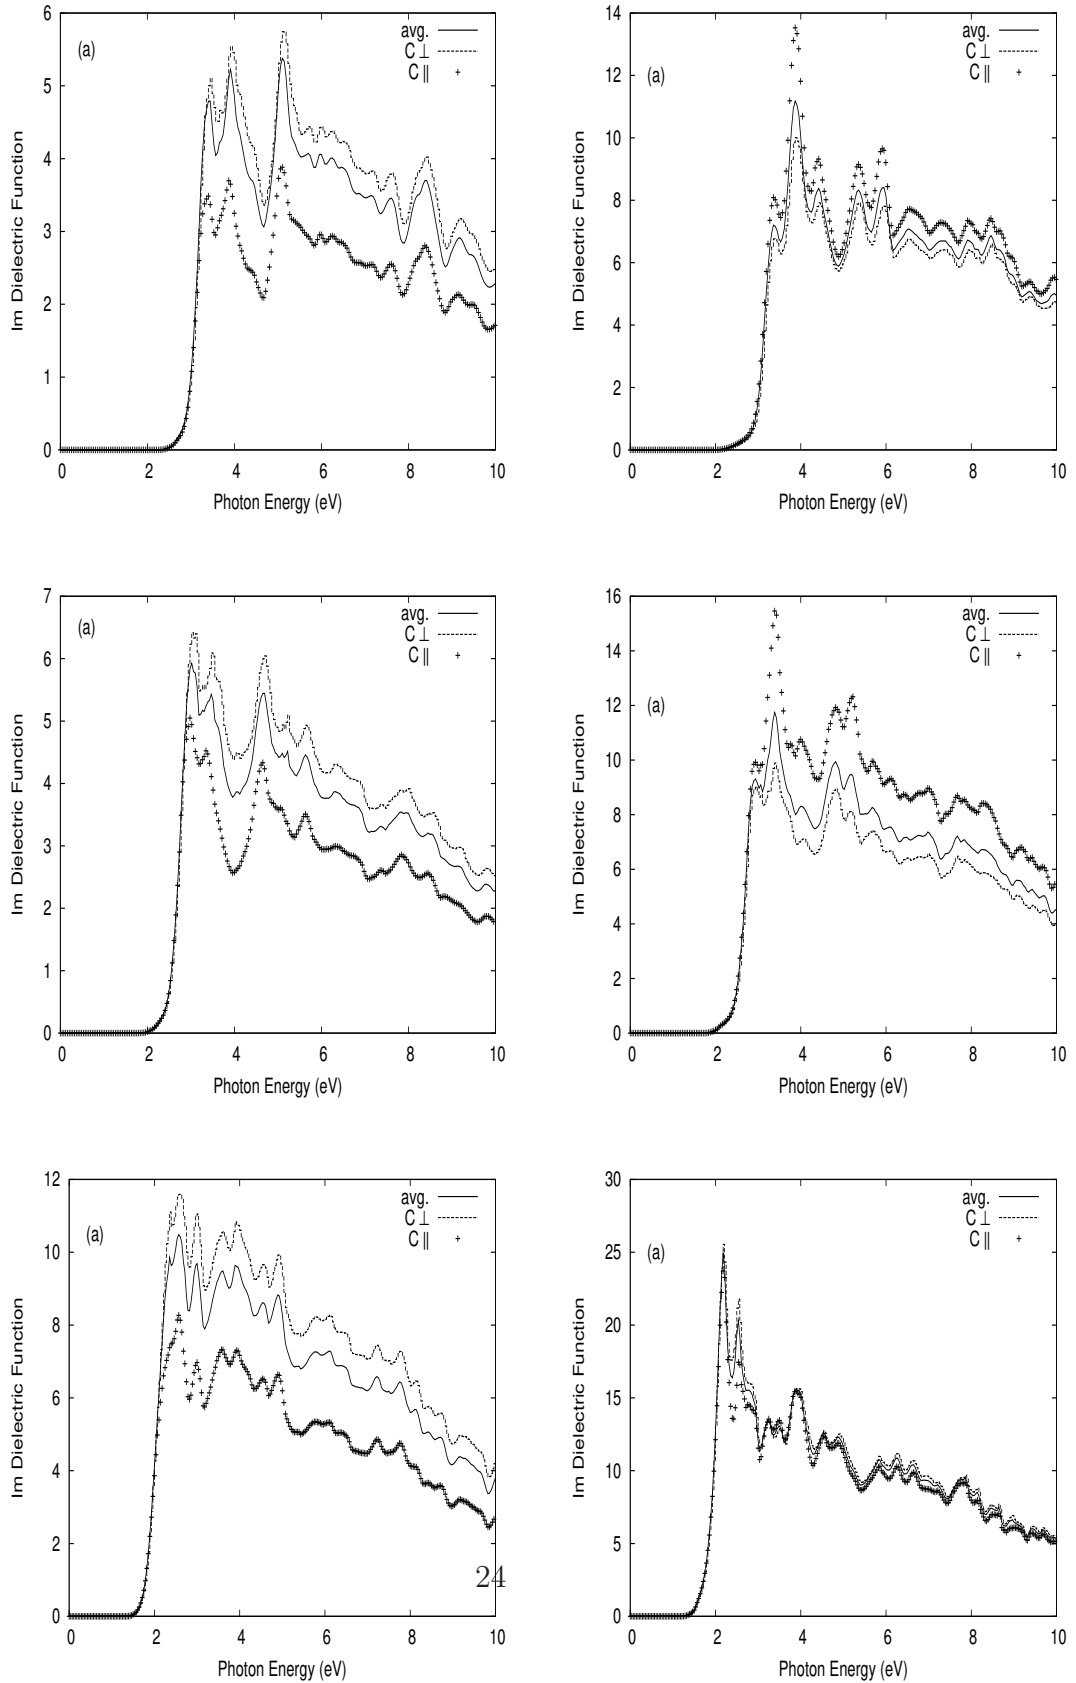 6
5
4
3
2
1
0
Im Dielectric Function
(a)
avg.
C ⊥
C ∥
0 2 4 6 8 10
Photon Energy (eV)
14
12
10
8
6
4
2
0
Im Dielectric Function
(a)
avg.
C ⊥
C ∥
0 2 4 6 8 10
Photon Energy (eV)
7
6
5
4
3
2
1
0
Im Dielectric Function
(a)
avg.
C ⊥
C ∥
0 2 4 6 8 10
Photon Energy (eV)
16
14
12
10
8
6
4
2
0
Im Dielectric Function
(a)
avg.
C ⊥
C ∥
0 2 4 6 8 10
Photon Energy (eV)
12
10
8
6
4
2
0
Im Dielectric Function
(a)
avg.
C ⊥
C ∥
0 2 4 6 8 10
Photon Energy (eV)
30
25
20
15
10
5
0
Im Dielectric Function
(a)
avg.
C ⊥
C ∥
0 2 4 6 8 10
Photon Energy (eV)
24